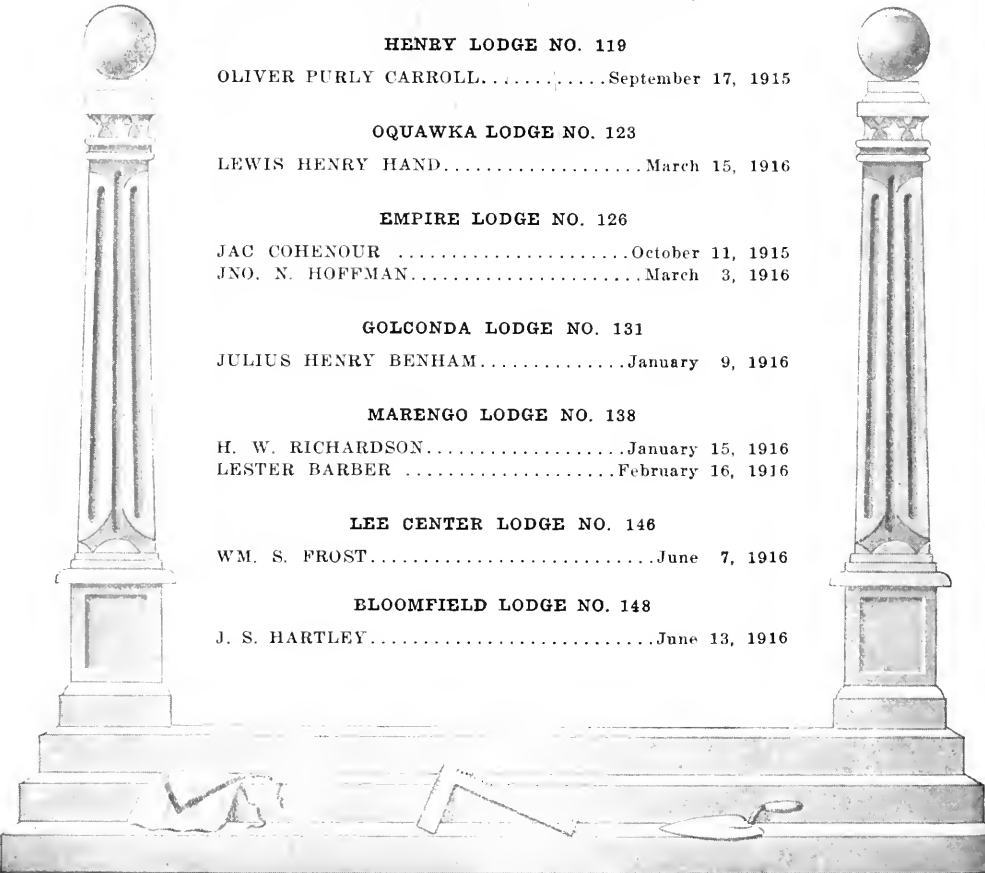 HENRY LODGE NO. 119
OLIVER PURLY CARROLL............September 17, 1915
OQUAWKA LODGE NO. 123
LEWIS HENRY HAND...................March 15, 1916
EMPIRE LODGE NO. 126
JAC COHENOUR ......................October 11, 1915
JNO. N. HOFFMAN......................March 3, 1916
GOLCONDA LODGE NO. 131
JULIUS HENRY BENHAM..............January 9, 1916
MARENGO LODGE NO. 138
H. W. RICHARDSON...................January 15, 1916
LESTER BARBER ....................February 16, 1916
LEE CENTER LODGE NO. 146
WM. S. FROST...........................June 7, 1916
BLOOMFIELD LODGE NO. 148
J. S. HARTLEY...........................June 13, 1916